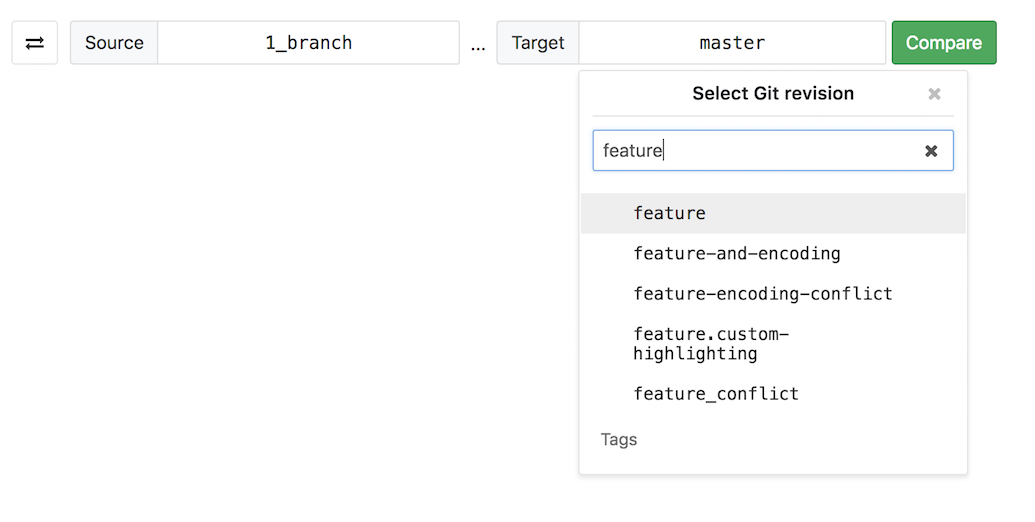 Source 1_branch ... Target master Compare
Select Git revision
feature
feature
feature-and-encoding
feature-encoding-conflict
feature.custom-
highlighting
feature_conflict
Tags